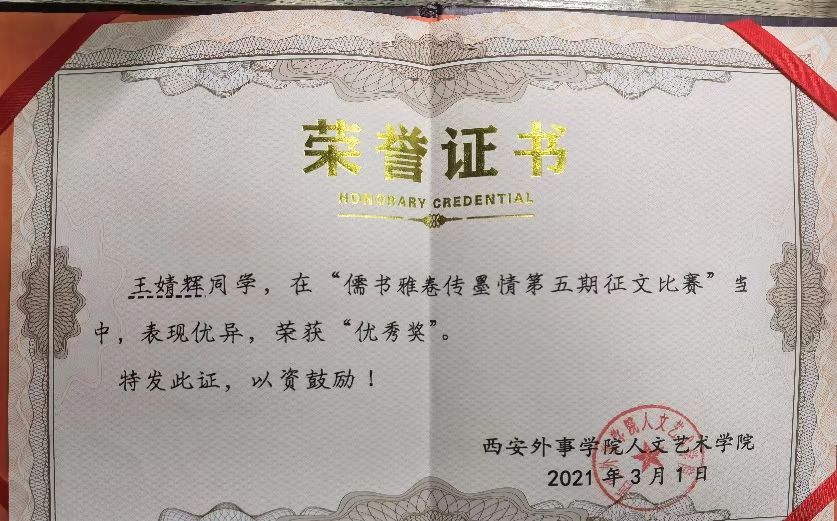 荣誉证书
HONORARY CREDENTIAL
王婧辉同学，在“儒书雅卷传墨情第五期征文比赛”当
中，表现优异，荣获“优秀奖”。
特发此证，以资鼓励！
西安外事学院人文艺术学院
2021年3月1日